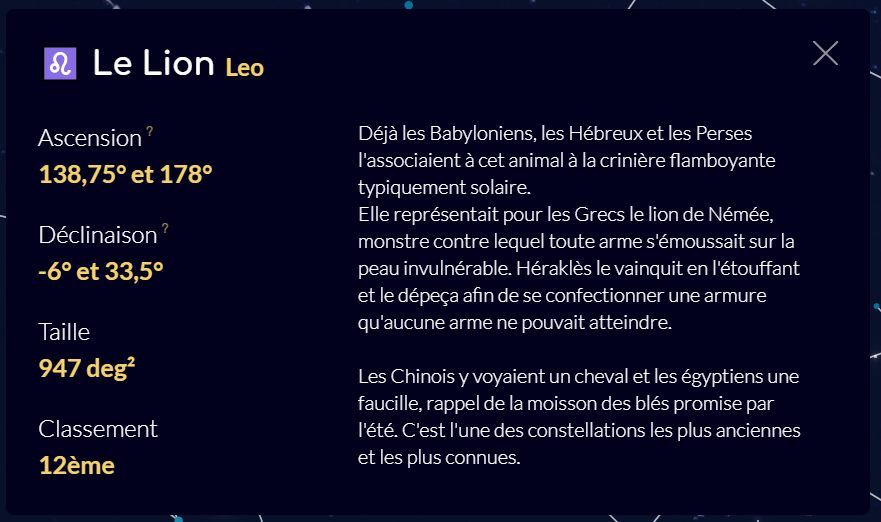 ♌ Le Lion Leo
Ascension ?
138,75° et 178°
Déclinaison ?
-6° et 33,5°
Taille
947 deg²
Classement
12ème
Déjà les Babyloniens, les Hébreux et les Perses
l'associaient à cet animal à la crinière flamboyante
typiquement solaire.
Elle représentait pour les Grecs le lion de Némée,
monstre contre lequel toute arme s'émoussait sur la
peau invulnérable. Héraklès le vainquit en l'étouffant
et le dépeça afin de se confectionner une armure
qu'aucune arme ne pouvait atteindre.
Les Chinois y voyaient un cheval et les égyptiens une
faucille, rappel de la moisson des blés promise par
l'été. C'est l'une des constellations les plus anciennes
et les plus connues.